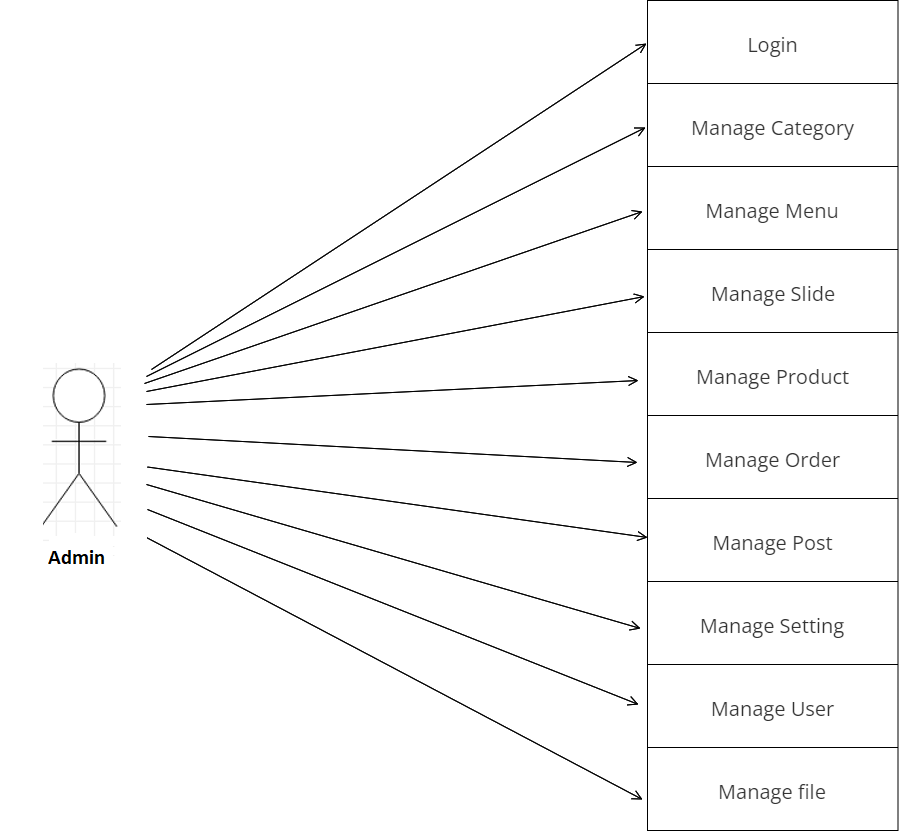 Login
Manage Category
Manage Menu
Manage Slide
Manage Product
Manage Order
Manage Post
Manage Setting
Manage User
Manage file
Admin